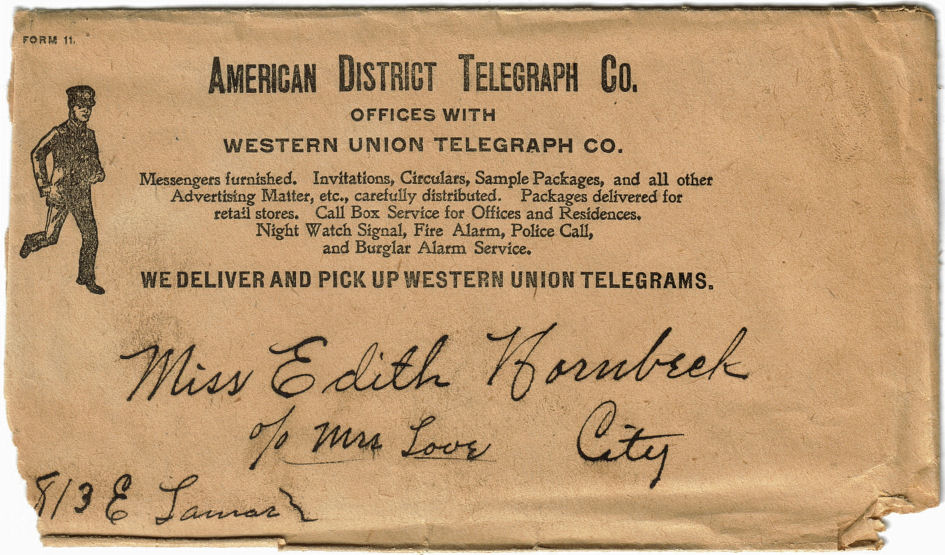 FORM 11.
AMERICAN DISTRICT TELEGRAPH CO.
OFFICES WITH
WESTERN UNION TELEGRAPH CO.
Messengers furnished. Invitations, Circulars, Sample Packages, and all other
Advertising Matter, etc., carefully distributed. Packages delivered for
retail stores. Call Box Service for Offices and Residences.
Night Watch Signal, Fire Alarm, Police Call,
and Burglar Alarm Service.
WE DELIVER AND PICK UP WESTERN UNION TELEGRAMS.
Miss Edith Hornbeck
c/o Mrs Love City
813 E Lamar